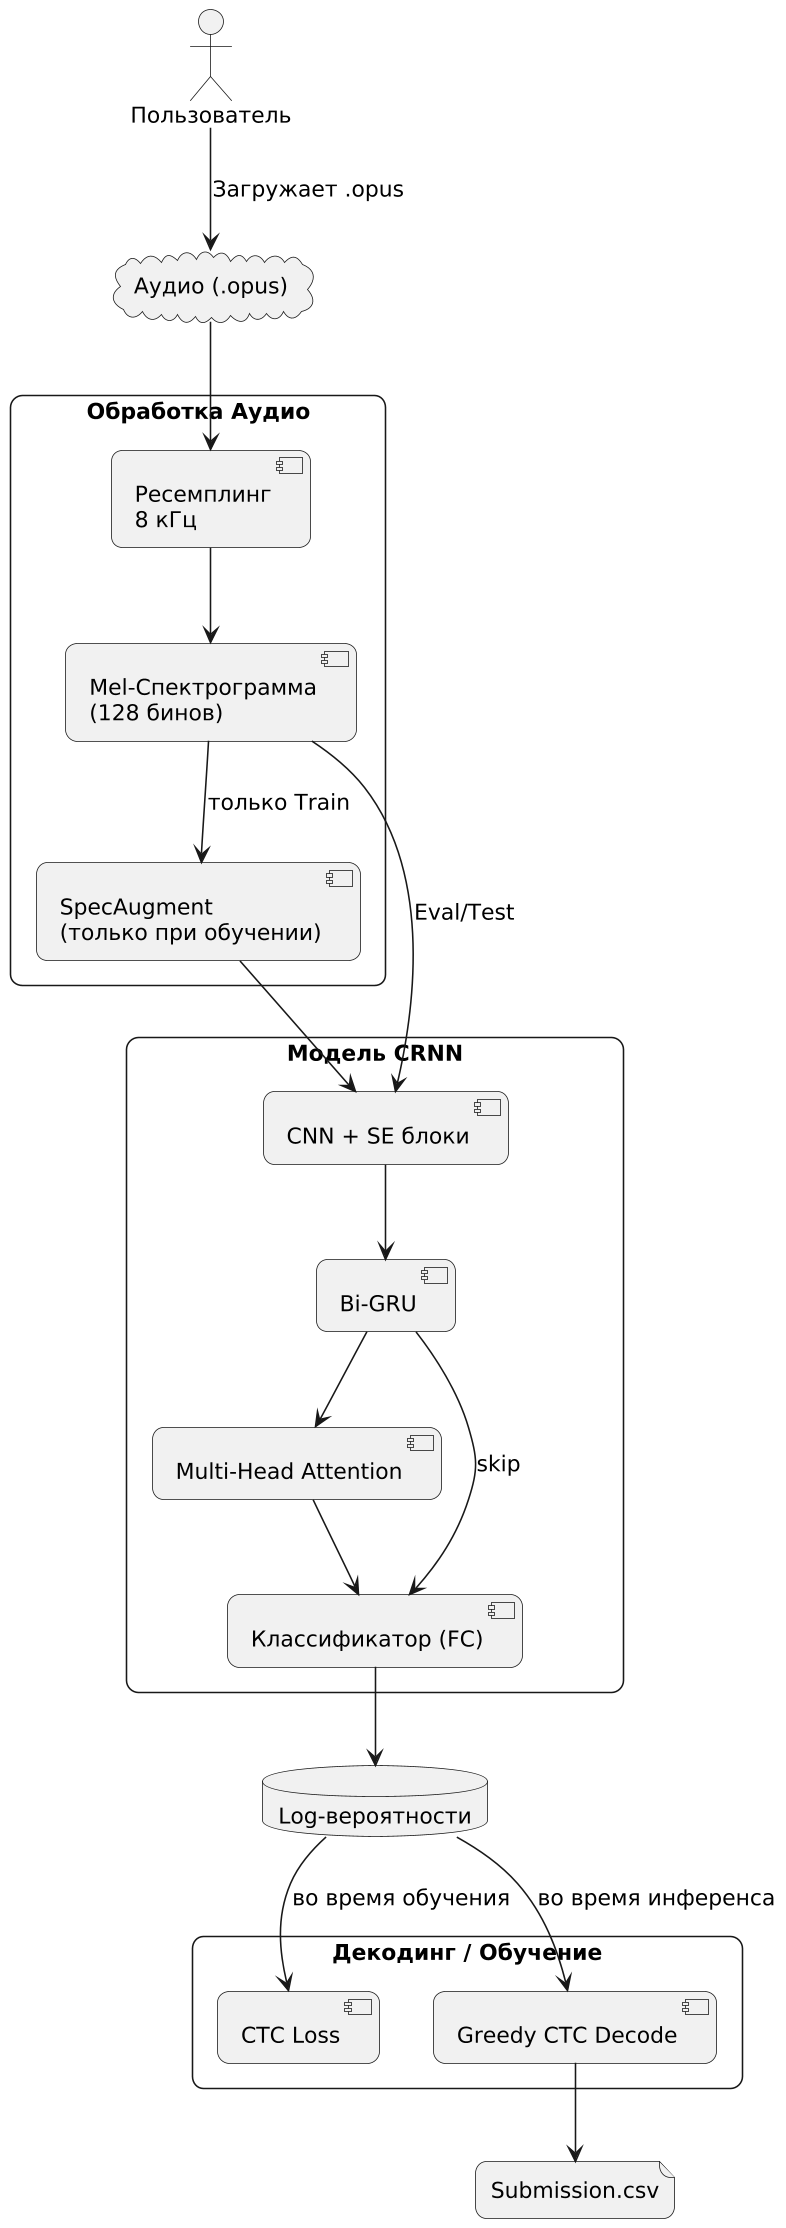 Пользователь
Загружает .opus
Аудио (.opus)
Обработка Аудио
Ресемплинг
8 кГц
Mel-Спектрограмма
(128 бинов)
только Train
SpecAugment
(только при обучении)
Eval/Test
Модель CRNN
CNN + SE блоки
Bi-GRU
Multi-Head Attention
skip
Классификатор (FC)
Log-вероятности
во время обучения
во время инференса
Декодинг / Обучение
CTC Loss
Greedy CTC Decode
Submission.csv